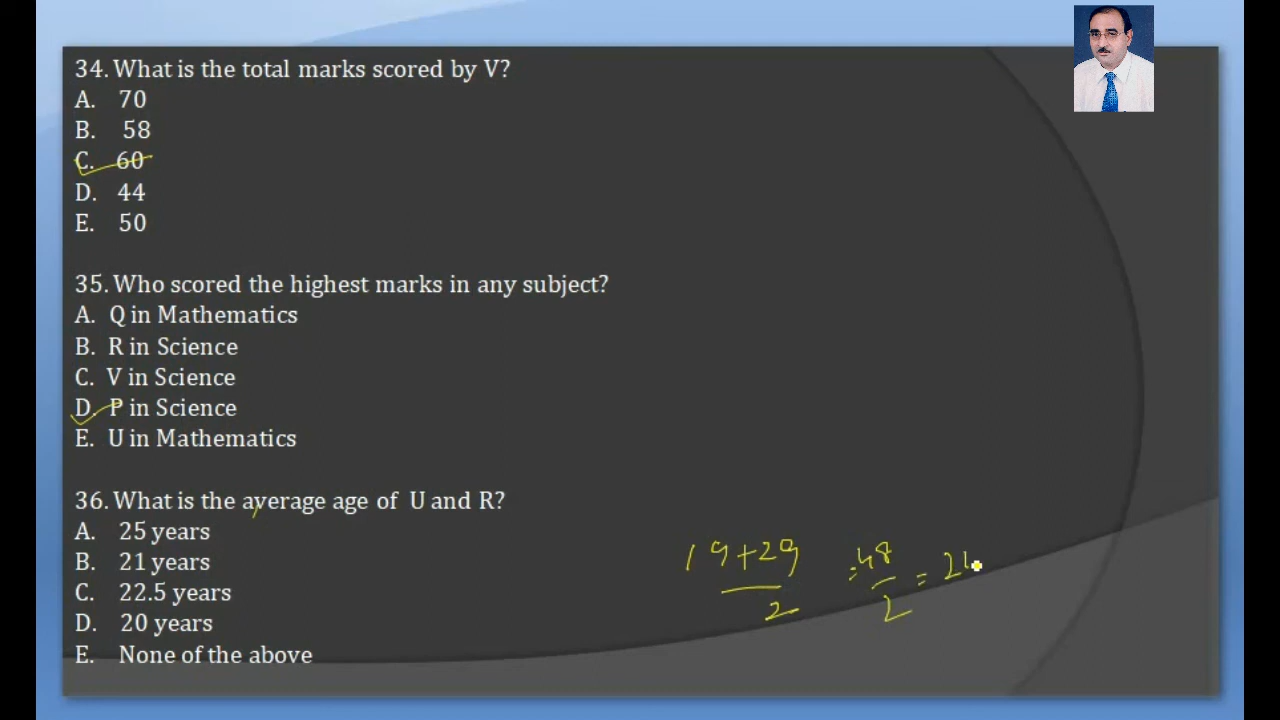 34. What is the total marks scored by V?
A. 70
B. 58
C. 60
D. 44
E. 50
35. Who scored the highest marks in any subject?
A. Q in Mathematics
B. R in Science
C. V in Science
D. P in Science
E. U in Mathematics
36. What is the average age of U and R?
A. 25 years
B. 21 years
C. 22.5 years
D. 20 years
E. None of the above
19+29
2
=48
2
= 24